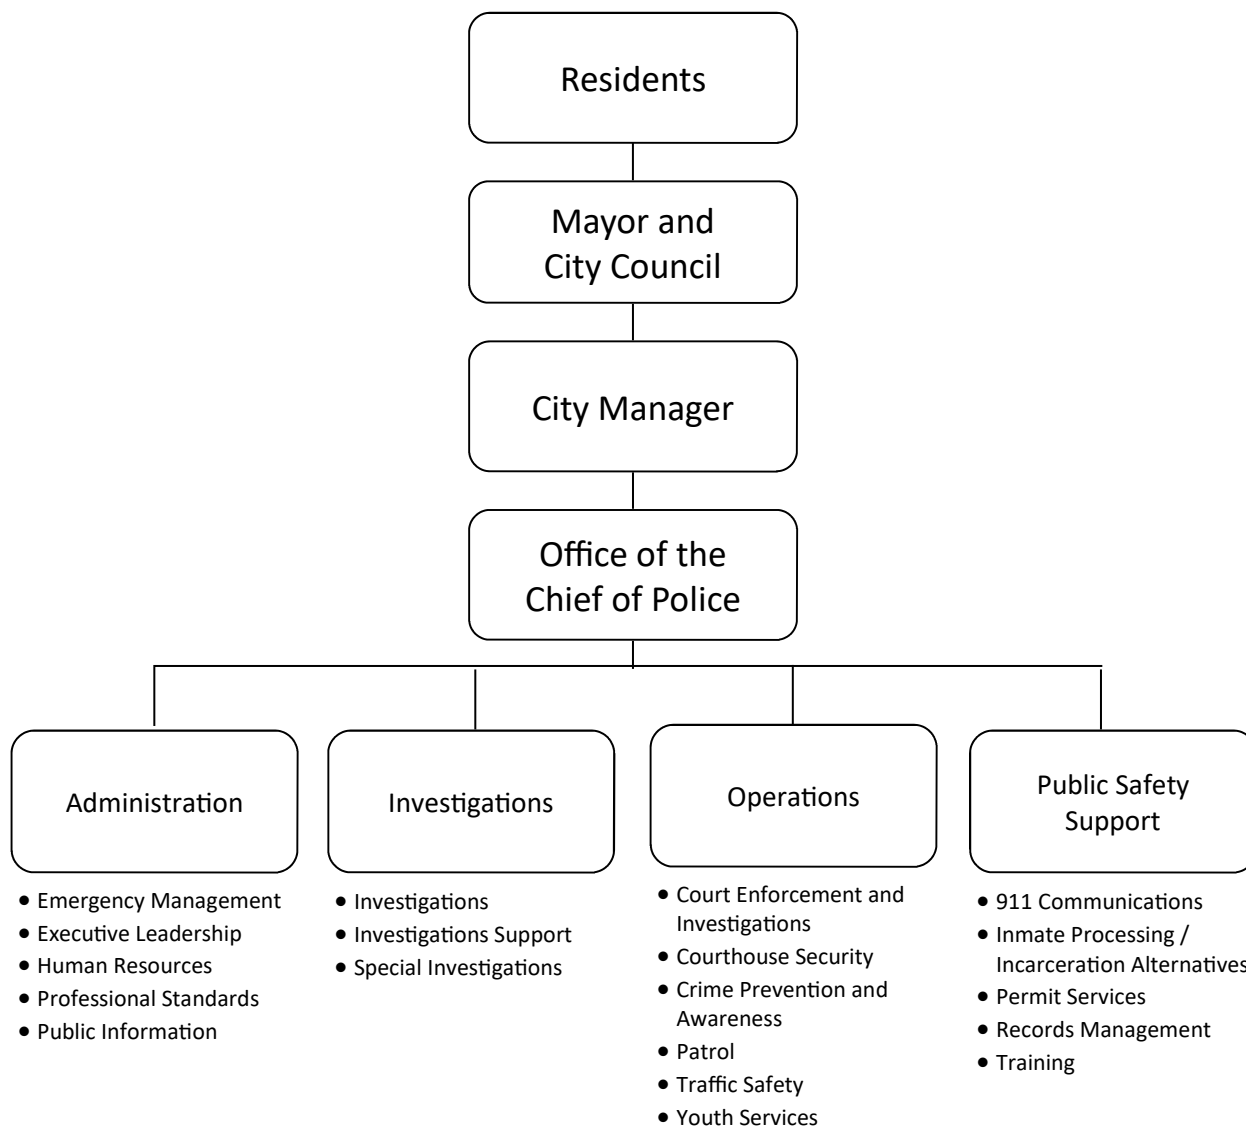 Residents
Mayor and
City Council
City Manager
Office of the
Chief of Police
Administration
• Emergency Management
• Executive Leadership
• Human Resources
• Professional Standards
• Public Information
Investigations
• Investigations
• Investigations Support
• Special Investigations
Operations
• Court Enforcement and
Investigations
• Courthouse Security
• Crime Prevention and
Awareness
• Patrol
• Traffic Safety
• Youth Services
Public Safety
Support
• 911 Communications
• Inmate Processing /
Incarceration Alternatives
• Permit Services
• Records Management
• Training